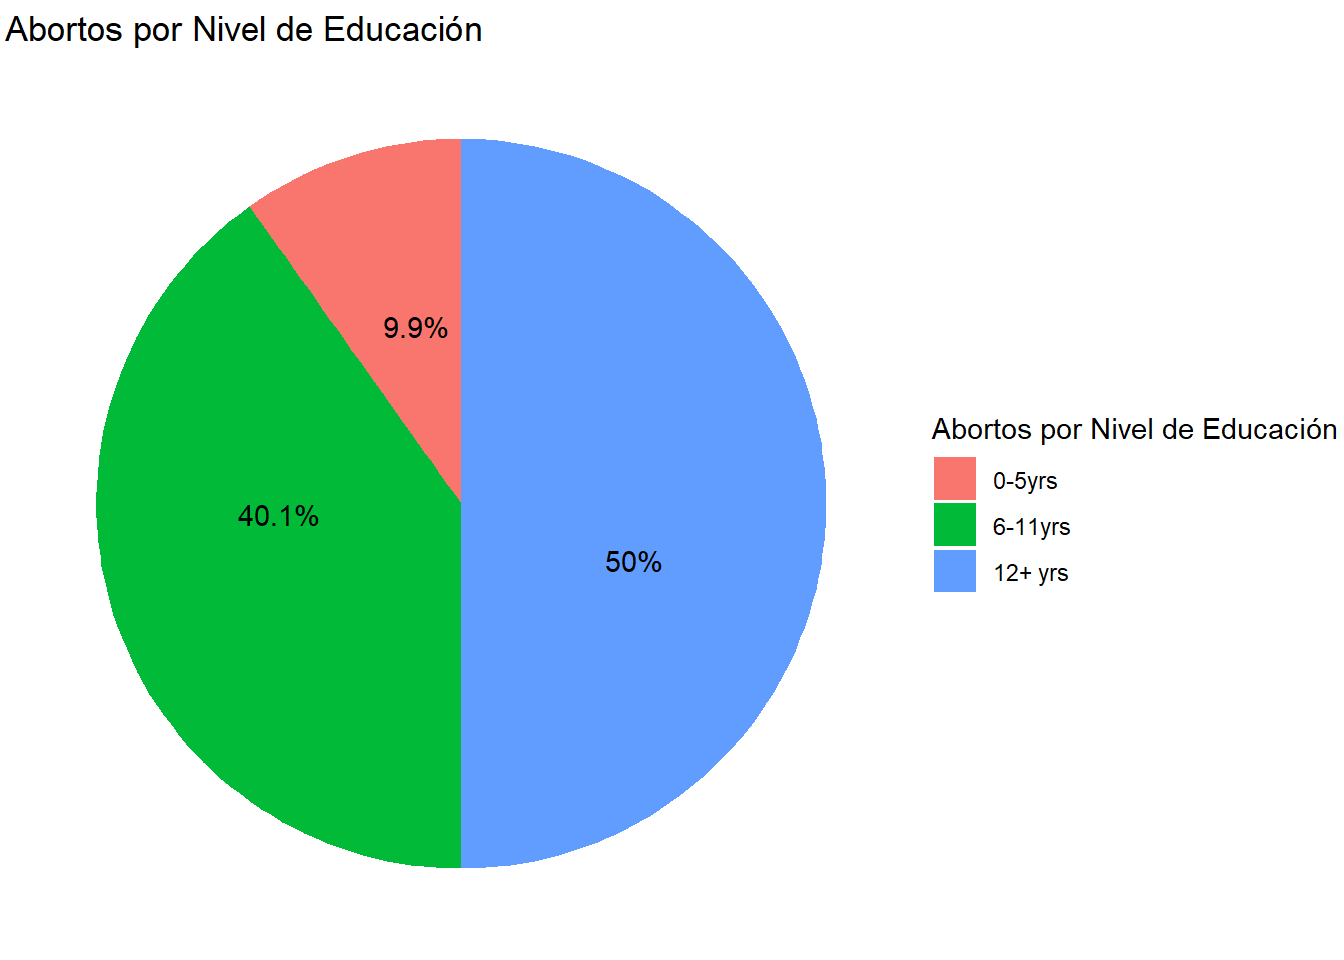 Abortos por Nivel de Educación
9.9%
40.1%
50%
Abortos por Nivel de Educación
0-5yrs
6-11yrs
12+ yrs